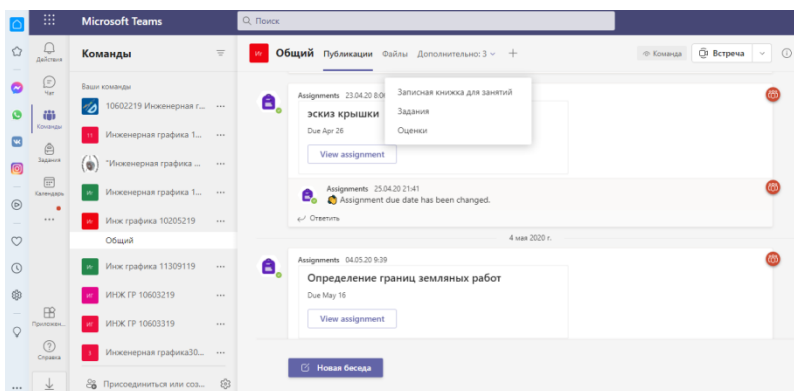 Microsoft Teams
Поиск
Действия
Чат
Команды
Задания
Календарь
Приложен...
Справка
Команды
Ваши команды
10602219 Инженерная г...
11 Инженерная графика 1...
"Инженерная графика ...
Инженерная графика 1...
Инж графика 10205219
Общий
Инж графика 11309119
ИГ ИНЖ ГР 10603219
ИГ ИНЖ ГР 10603319
Инженерная графика30...
Присоединиться или соз...
Общий Публикации Файлы Дополнительно: 3
Команда Встреча
Записная книжка для занятий
Задания
Оценки
Assignments 23.04.20
эскиз крышки
Due Apr 26
View assignment
Assignments 25.04.20 21:41
Assignment due date has been changed.
Ответить
4 мая 2020 г.
Assignments 04.05.20 9:39
Определение границ земляных работ
Due May 16
View assignment
Новая беседа